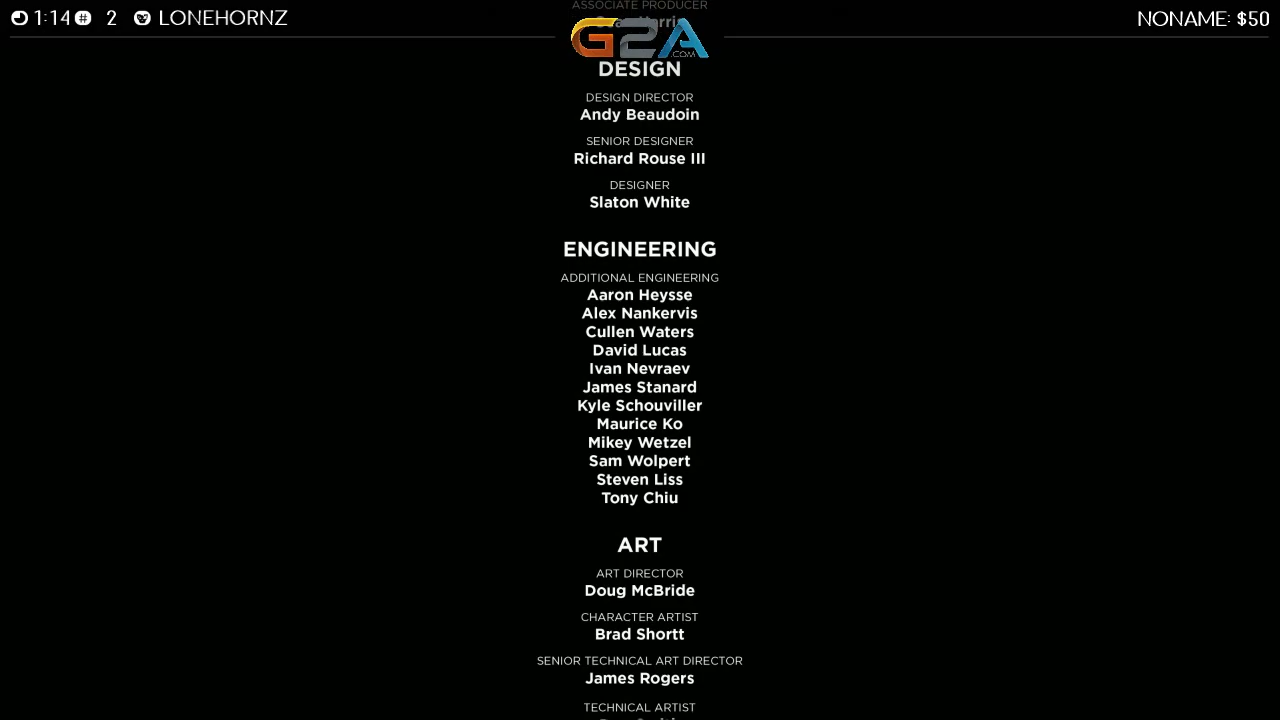 ASSOCIATE PRODUCER
1:14 # 2 LONEHORNZ
NONAME: $50
G2A
.COM
DESIGN
DESIGN DIRECTOR
Andy Beaudoin
SENIOR DESIGNER
Richard Rouse III
DESIGNER
Slaton White
ENGINEERING
ADDITIONAL ENGINEERING
Aaron Heysse
Alex Nankervis
Cullen Waters
David Lucas
Ivan Nevraev
James Stanard
Kyle Schouviller
Maurice Ko
Mikey Wetzel
Sam Wolpert
Steven Liss
Tony Chiu
ART
ART DIRECTOR
Doug McBride
CHARACTER ARTIST
Brad Shortt
SENIOR TECHNICAL ART DIRECTOR
James Rogers
TECHNICAL ARTIST